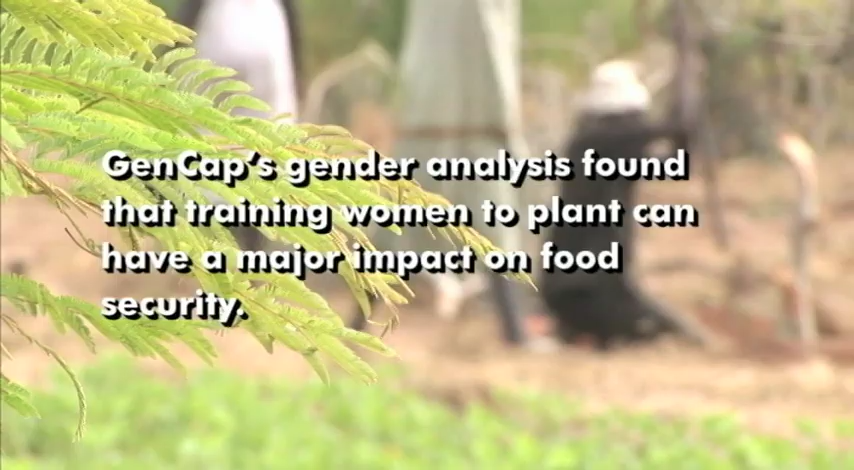 GenCap's gender analysis found
that training women to plant can
have a major impact on food
security.